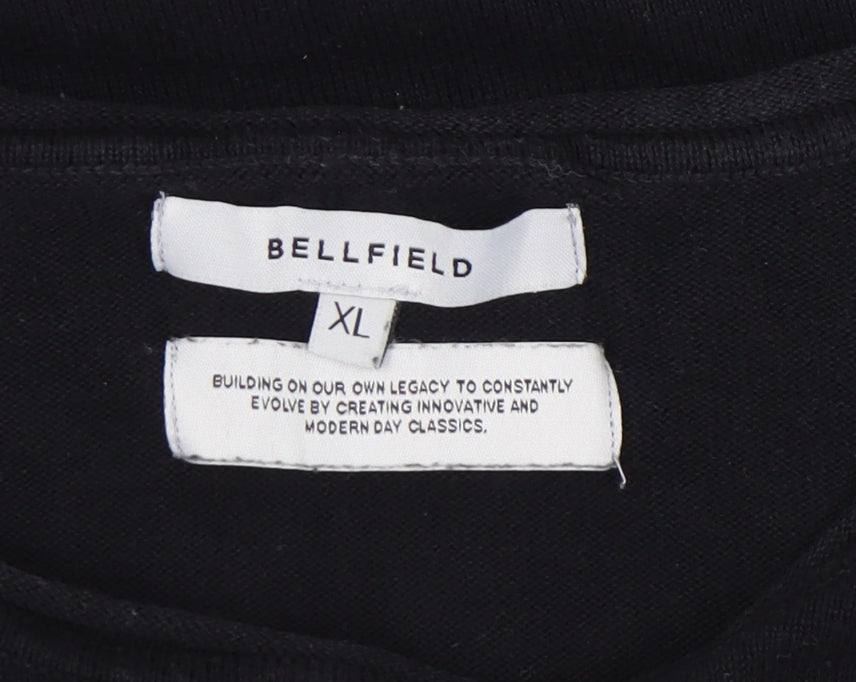 BELLFIELD
XL
BUILDING ON OUR OWN LEGACY TO CONSTANTLY
EVOLVE BY CREATING INNOVATIVE AND
MODERN DAY CLASSICS.